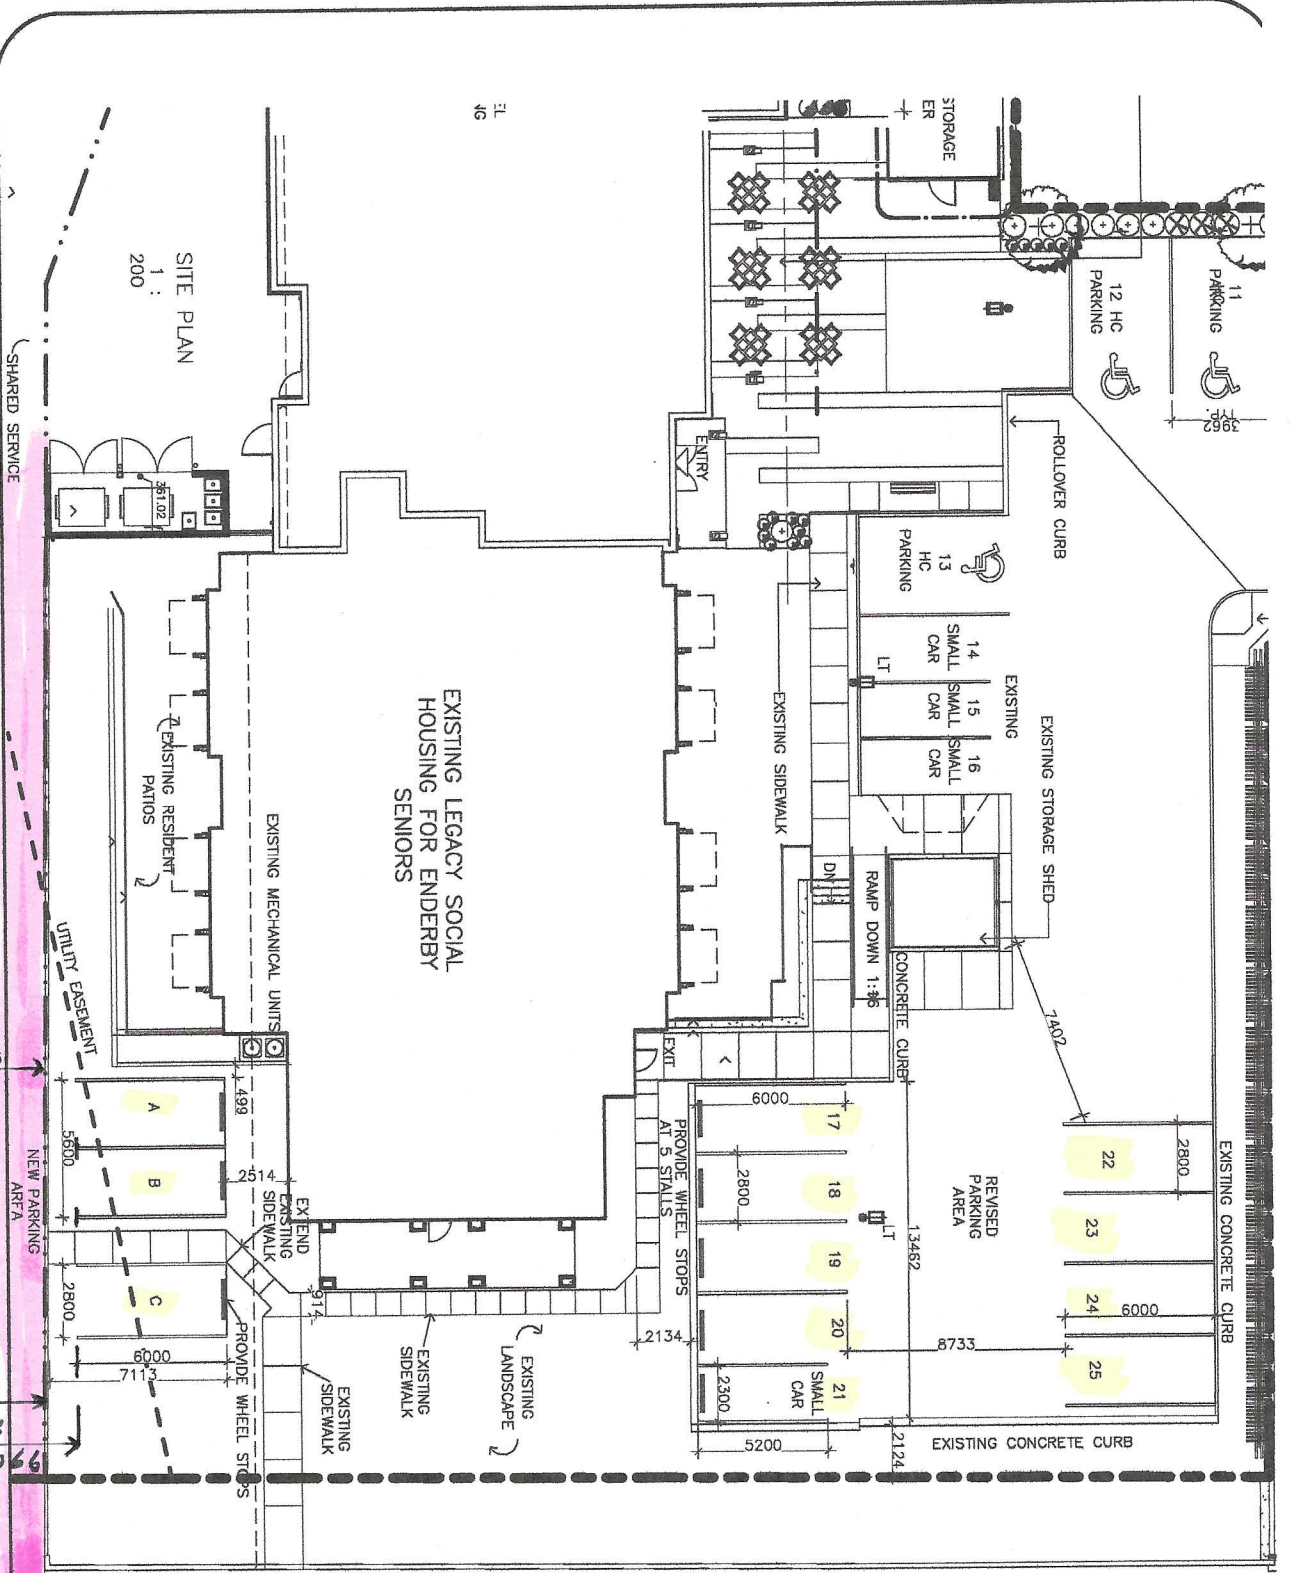 EL
NG
STORAGE
ER
SITE PLAN
1 :
200
SHARED SERVICE
11
PARKING
12 HC
PARKING
3962
TYP.
ROLLOVER CURB
ENTRY
361.02
13
HC
PARKING
14
SMALL
CAR
15
SMALL
CAR
16
SMALL
CAR
LT
EXISTING
EXISTING STORAGE SHED
EXISTING SIDEWALK
EXISTING LEGACY SOCIAL
HOUSING FOR ENDERBY
SENIORS
EXISTING RESIDENT
PATIOS
EXISTING MECHANICAL UNITS
UTILITY EASEMENT
DN
RAMP DOWN
CONCRETE CURB
7402
EXIT
499
A
B
C
5600
2514
2800
6000
7113
EXTEND
EXISTING
SIDEWALK
914
PROVIDE WHEEL STOPS
NEW PARKING
AREA
PROVIDE WHEEL STOPS
AT 5 STALLS
6000
17
18
19
20
21
2800
LT
13462
REVISED
PARKING
AREA
22
23
24
25
2800
6000
8733
EXISTING CONCRETE CURB
2134
SMALL
CAR
2300
5200
2124
EXISTING CONCRETE CURB
EXISTING
LANDSCAPE
EXISTING
SIDEWALK
EXISTING
SIDEWALK